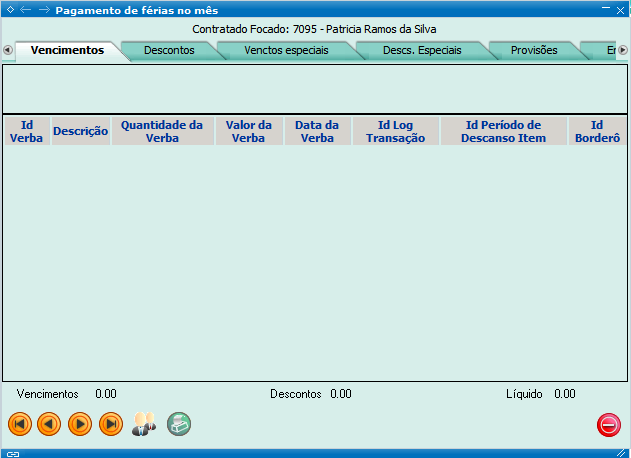 Pagamento de férias no mês
Contratado Focado: 7095 - Patricia Ramos da Silva
Vencimentos Descontos Venctos especiais Descs. Especiais Provisões
Id Verba Descrição Quantidade da Verba Valor da Verba Data da Verba Id Log Transação Id Período de Descanso Item Id Borderô
Vencimentos 0.00 Descontos 0.00 Líquido 0.00